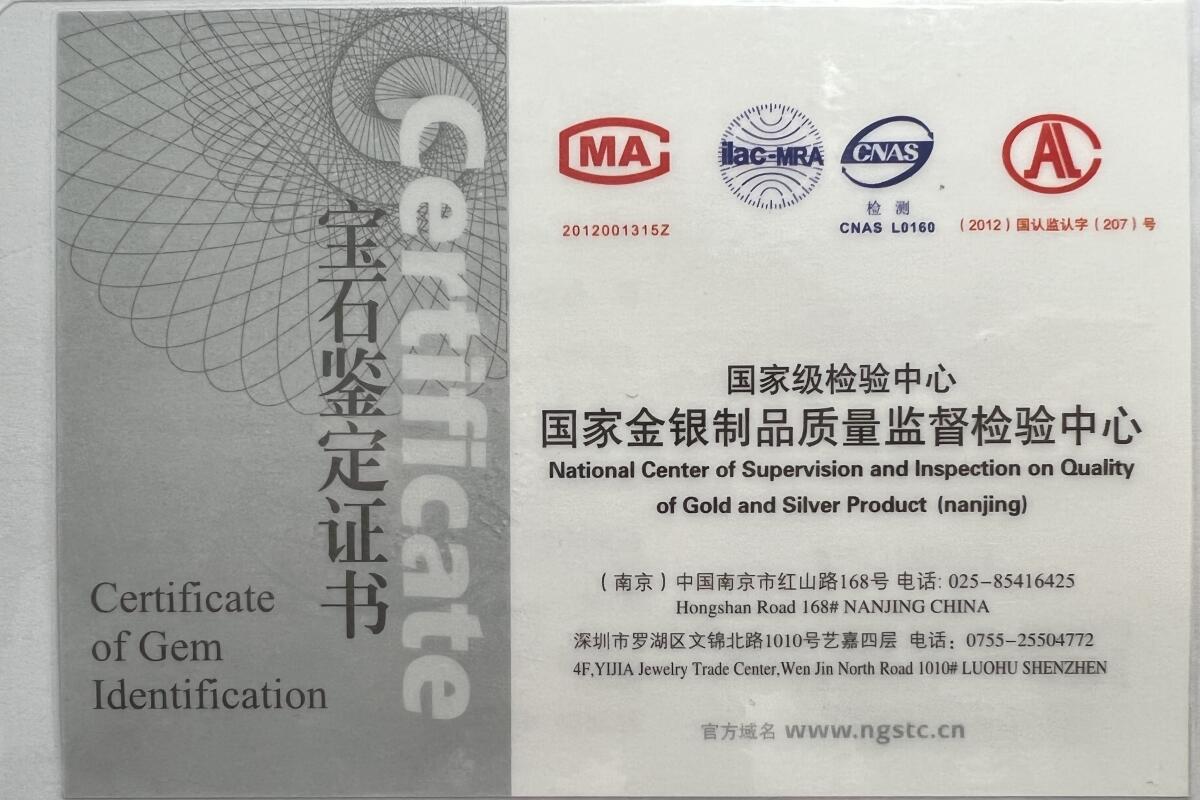 Certificate
宝石鉴定证书
Certificate
of Gem
Identification
MA
ilac-MRA
CNAS
AL
2012001315Z
检 测
CNAS L0160
（2012）国认监认字（207）号
国家级检验中心
国家金银制品质量监督检验中心
National Center of Supervision and Inspection on Quality
of Gold and Silver Product (nanjing)
（南京）中国南京市红山路168号 电话: 025-85416425
Hongshan Road 168# NANJING CHINA
深圳市罗湖区文锦北路1010号艺嘉四层 电话：0755-25504772
4F,YIJIA Jewelry Trade Center,Wen Jin North Road 1010# LUOHU SHENZHEN
官方域名 www.ngstc.cn